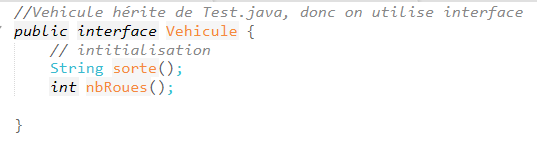 //Vehicule hérite de Test.java, donc on utilise interface
public interface Vehicule {
// intitialisation
String sorte();
int nbRoues();
}